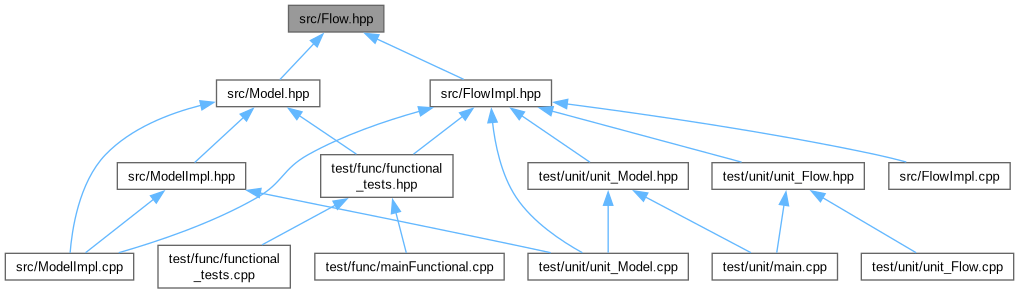 src/Flow.hpp
src/Model.hpp
src/FlowImpl.hpp
src/ModelImpl.hpp
test/func/functional
_tests.hpp
test/unit/unit_Model.hpp
test/unit/unit_Flow.hpp
src/FlowImpl.cpp
src/ModelImpl.cpp
test/func/functional
_tests.cpp
test/func/mainFunctional.cpp
test/unit/unit_Model.cpp
test/unit/main.cpp
test/unit/unit_Flow.cpp